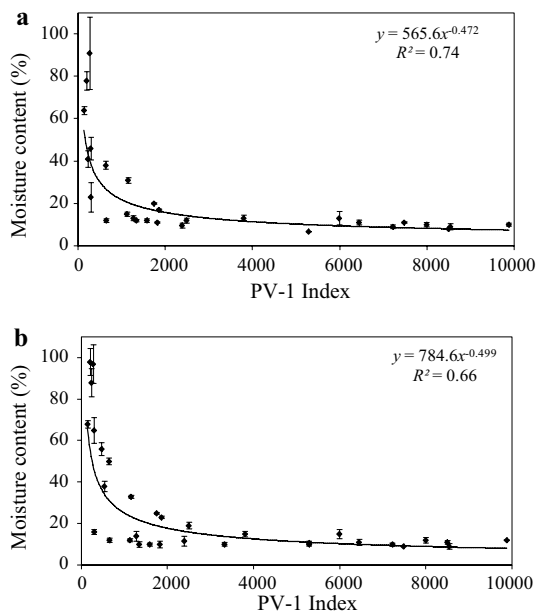 a
y = 565.6x^-0.472
R² = 0.74
100
80
60
40
20
0
Moisture content (%)
0 2000 4000 6000 8000 10000
PV-1 Index
b
y = 784.6x^-0.499
R² = 0.66
100
80
60
40
20
0
Moisture content (%)
0 2000 4000 6000 8000 10000
PV-1 Index